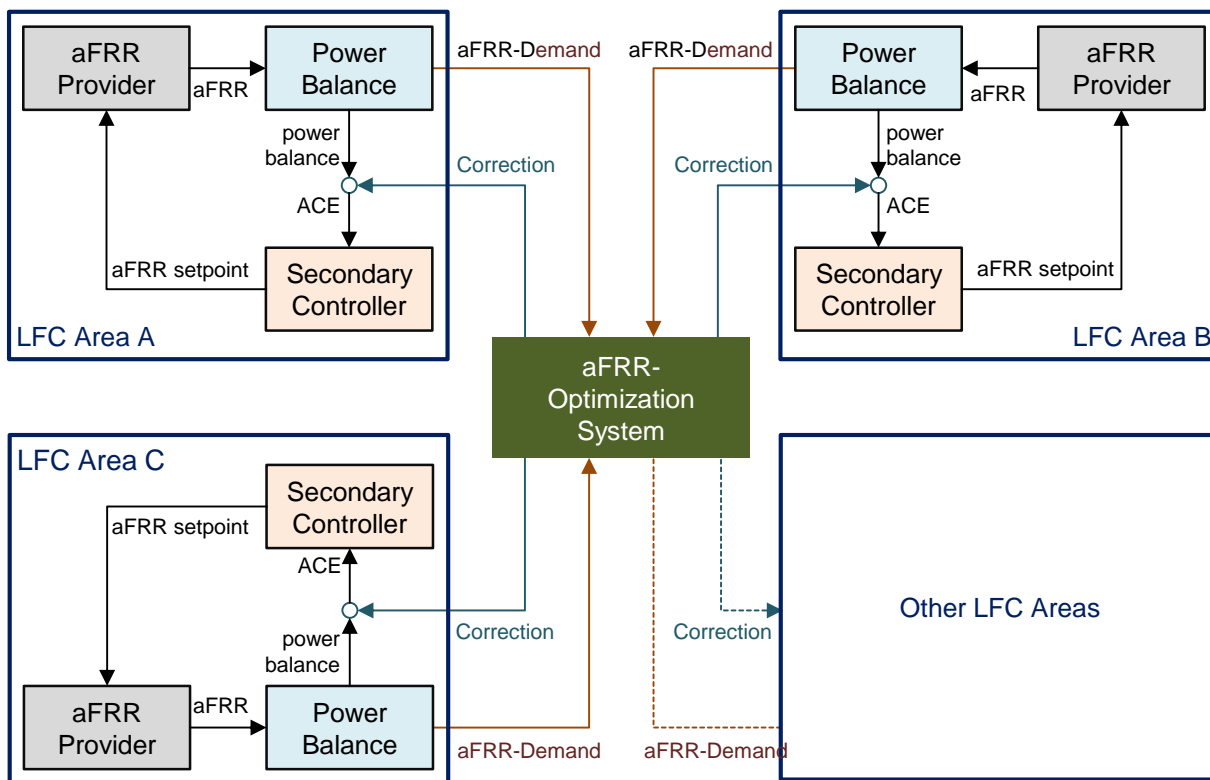 aFRR
Provider
aFRR
Power
Balance
aFRR-Demand
power
balance
Correction
ACE
aFRR setpoint
Secondary
Controller
LFC Area A
aFRR-Demand
Power
Balance
aFRR
aFRR
Provider
power
balance
Correction
ACE
Secondary
Controller
aFRR setpoint
LFC Area B
aFRR-
Optimization
System
LFC Area C
Secondary
Controller
aFRR setpoint
ACE
Correction
power
balance
aFRR
Provider
aFRR
Power
Balance
aFRR-Demand
Other LFC Areas
Correction
aFRR-Demand